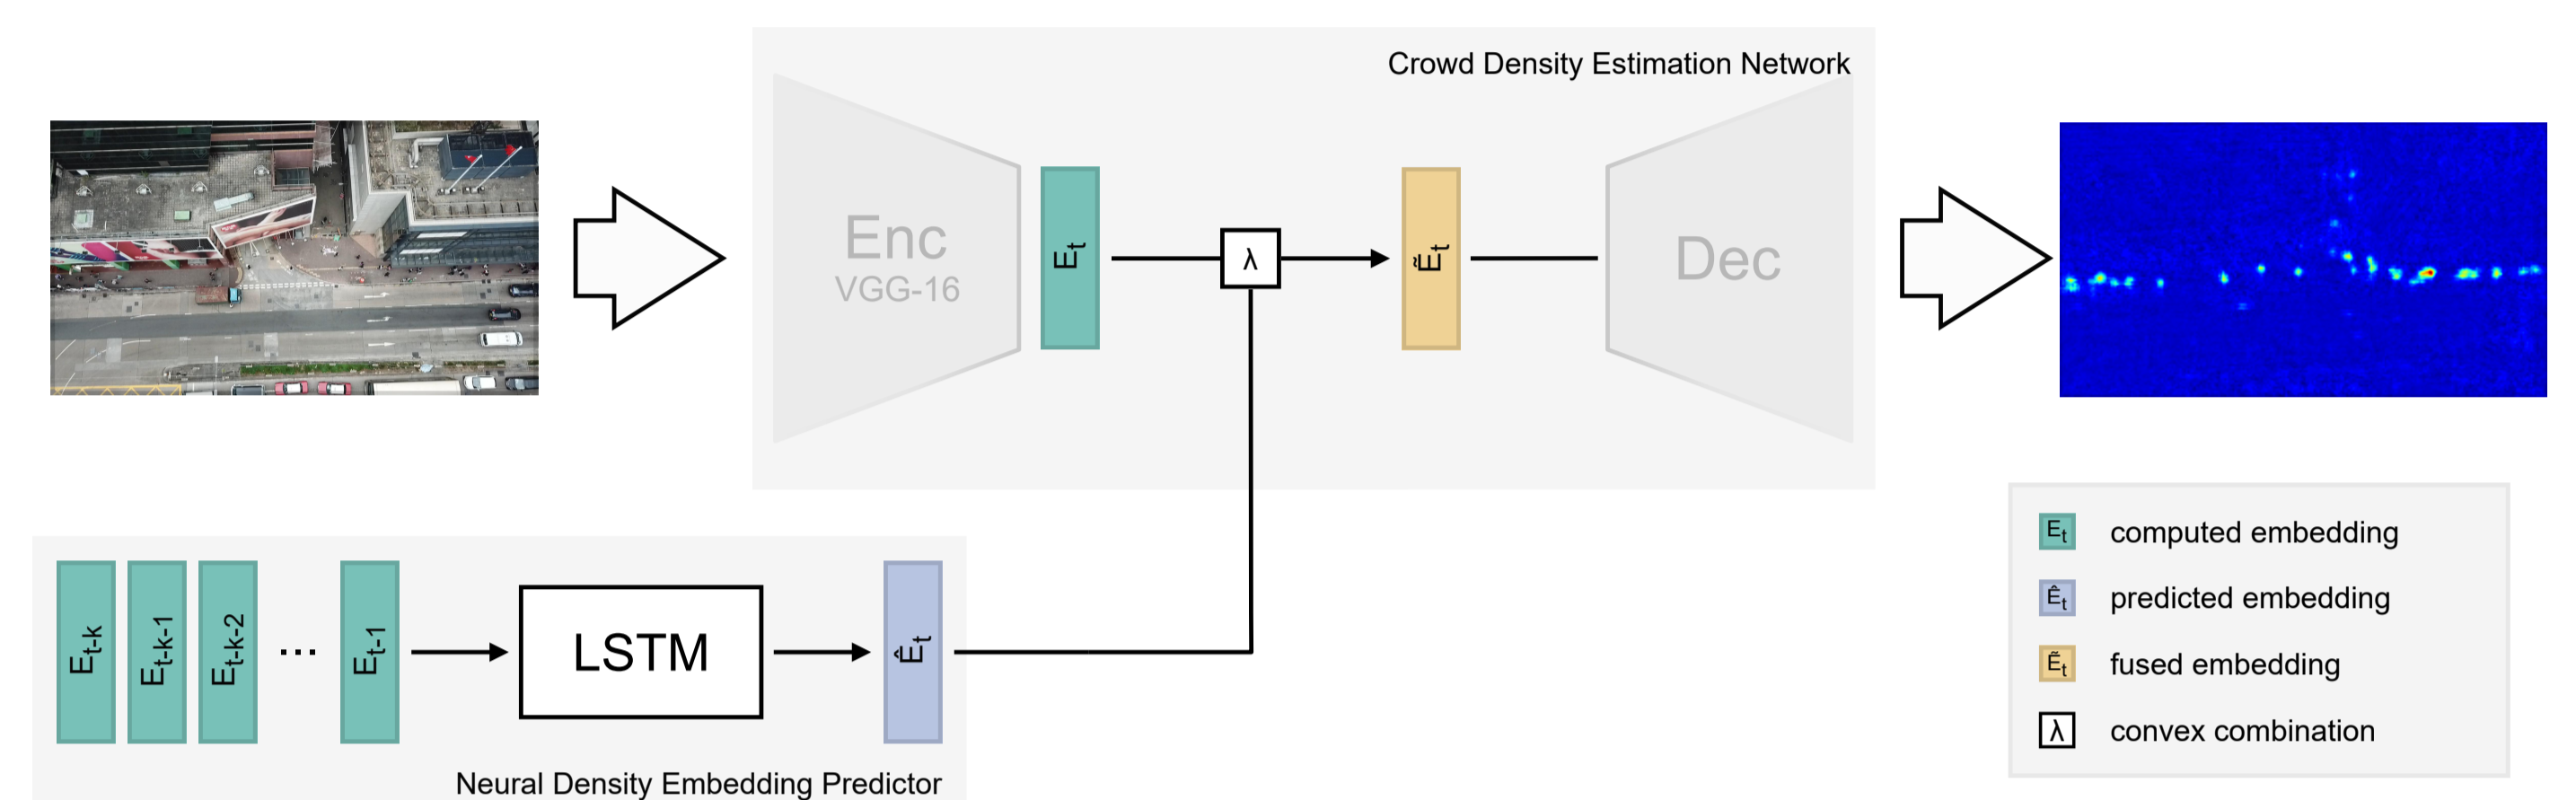 Crowd Density Estimation Network
Enc
VGG-16
Et
λ
Ẽt
Dec
Et-k
Et-k-1
Et-k-2
...
Et-1
LSTM
Êt
Neural Density Embedding Predictor
Et computed embedding
Êt predicted embedding
Ẽt fused embedding
λ convex combination